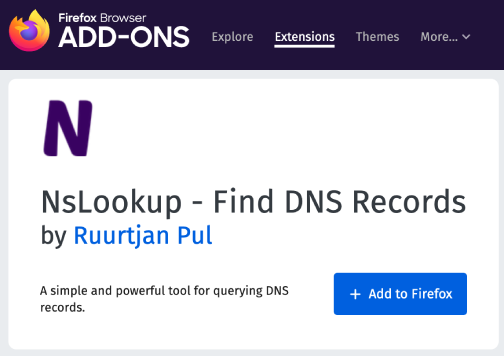 Firefox Browser
ADD-ONS
Explore Extensions Themes More...
N
NsLookup - Find DNS Records
by Ruurtjan Pul
A simple and powerful tool for querying DNS
records.
+ Add to Firefox